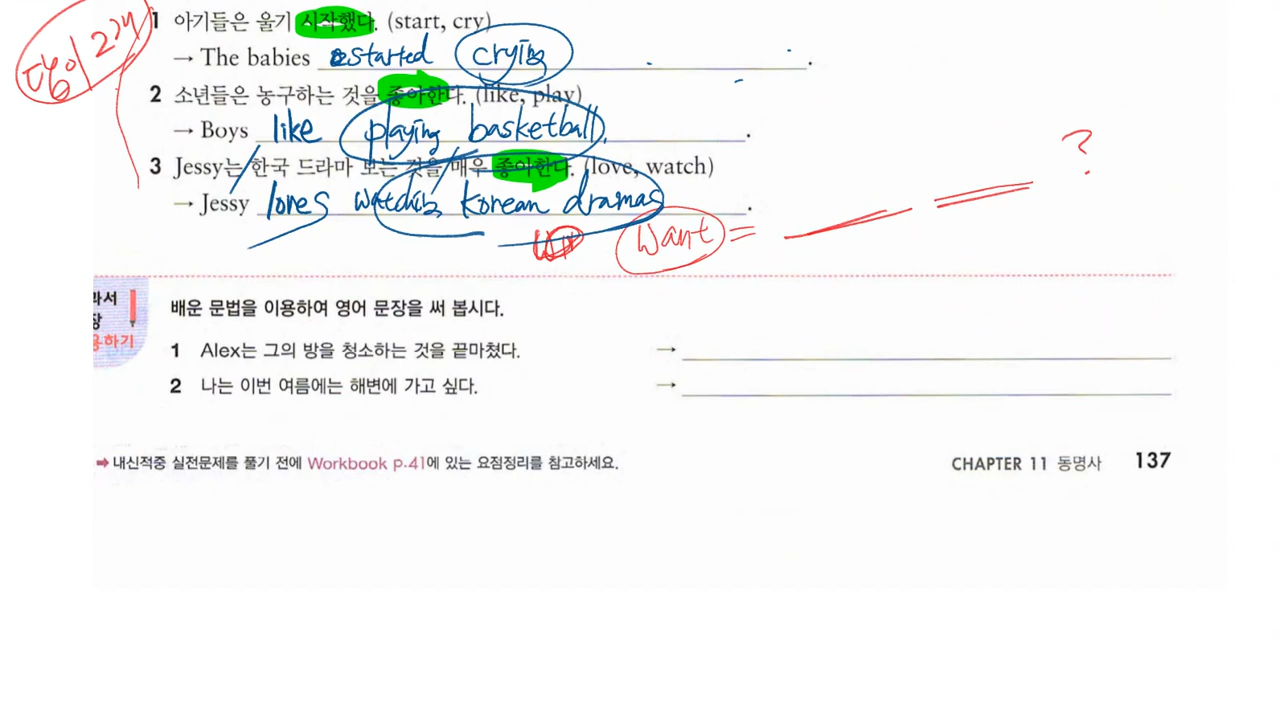 1 아기들은 울기 시작했다. (start, cry)
→ The babies started crying .
2 소년들은 농구하는 것을 좋아한다. (like, play)
→ Boys like playing basketball. .
3 Jessy는 한국 드라마 보는 것을 매우 좋아한다. (love, watch)
→ Jessy loves watching korean dramas .
want = ?
배운 문법을 이용하여 영어 문장을 써 봅시다.
1 Alex는 그의 방을 청소하는 것을 끝마쳤다. →
2 나는 이번 여름에는 해변에 가고 싶다. →
➡ 내신적중 실전문제를 풀기 전에 Workbook p.41에 있는 요점정리를 참고하세요.
CHAPTER 11 동명사 137